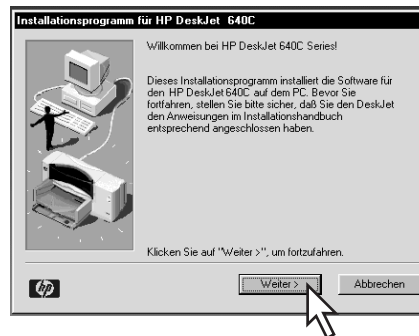 Installationsprogramm für HP DeskJet 640C
Willkommen bei HP DeskJet 640C Series!
Dieses Installationsprogramm installiert die Software für
den HP DeskJet 640C auf dem PC. Bevor Sie
fortfahren, stellen Sie bitte sicher, daß Sie den DeskJet
den Anweisungen im Installationshandbuch
entsprechend angeschlossen haben.
Klicken Sie auf "Weiter >", um fortzufahren.
hp
Weiter >
Abbrechen